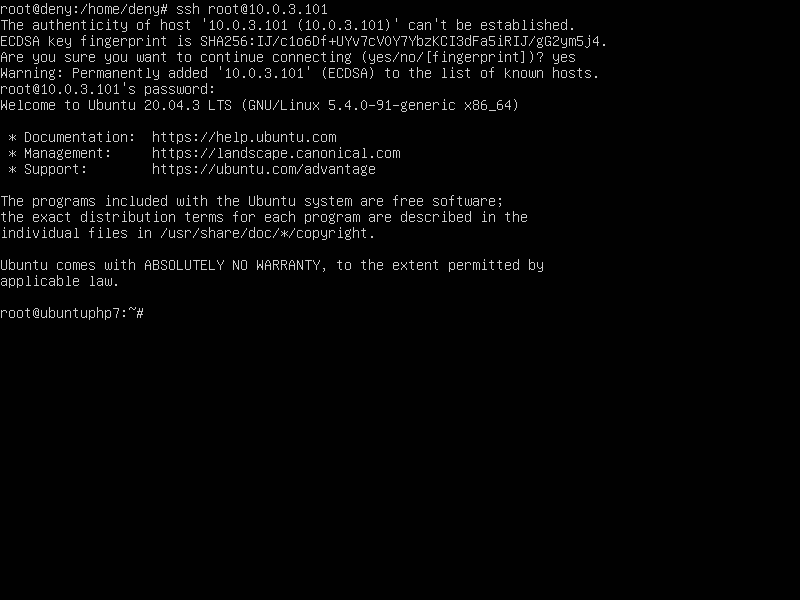 root@deny:/home/deny# ssh root@10.0.3.101
The authenticity of host '10.0.3.101 (10.0.3.101)' can't be established.
ECDSA key fingerprint is SHA256:IJ/c1o6Df+UYv7cVOY7YbzKCI3dFa5iRIJ/gG2ym5j4.
Are you sure you want to continue connecting (yes/no/[fingerprint])? yes
Warning: Permanently added '10.0.3.101' (ECDSA) to the list of known hosts.
root@10.0.3.101's password:
Welcome to Ubuntu 20.04.3 LTS (GNU/Linux 5.4.0-91-generic x86_64)
 * Documentation:  https://help.ubuntu.com
 * Management:     https://landscape.canonical.com
 * Support:        https://ubuntu.com/advantage
The programs included with the Ubuntu system are free software;
the exact distribution terms for each program are described in the
individual files in /usr/share/doc/*/copyright.
Ubuntu comes with ABSOLUTELY NO WARRANTY, to the extent permitted by
applicable law.
root@ubuntuphp7:~#